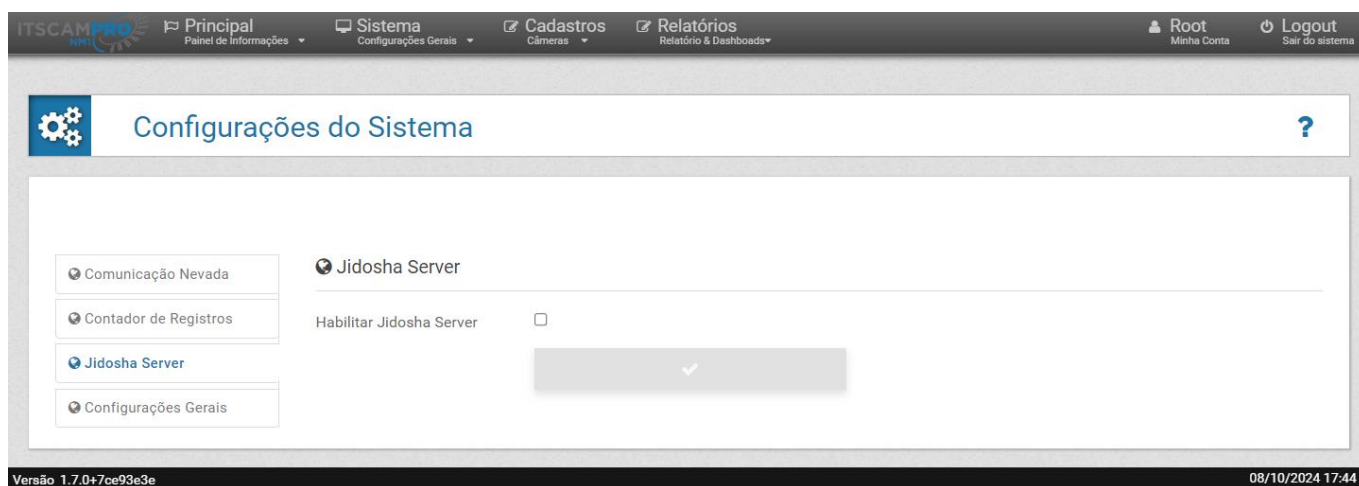 ITSCAMPRO
NM1
Principal
Painel de Informações
Sistema
Configurações Gerais
Cadastros
Câmeras
Relatórios
Relatório & Dashboads
Root
Minha Conta
Logout
Sair do sistema
Configurações do Sistema
?
Comunicação Nevada
Contador de Registros
Jidosha Server
Configurações Gerais
Jidosha Server
Habilitar Jidosha Server
Versão 1.7.0+7ce93e3e
08/10/2024 17:44